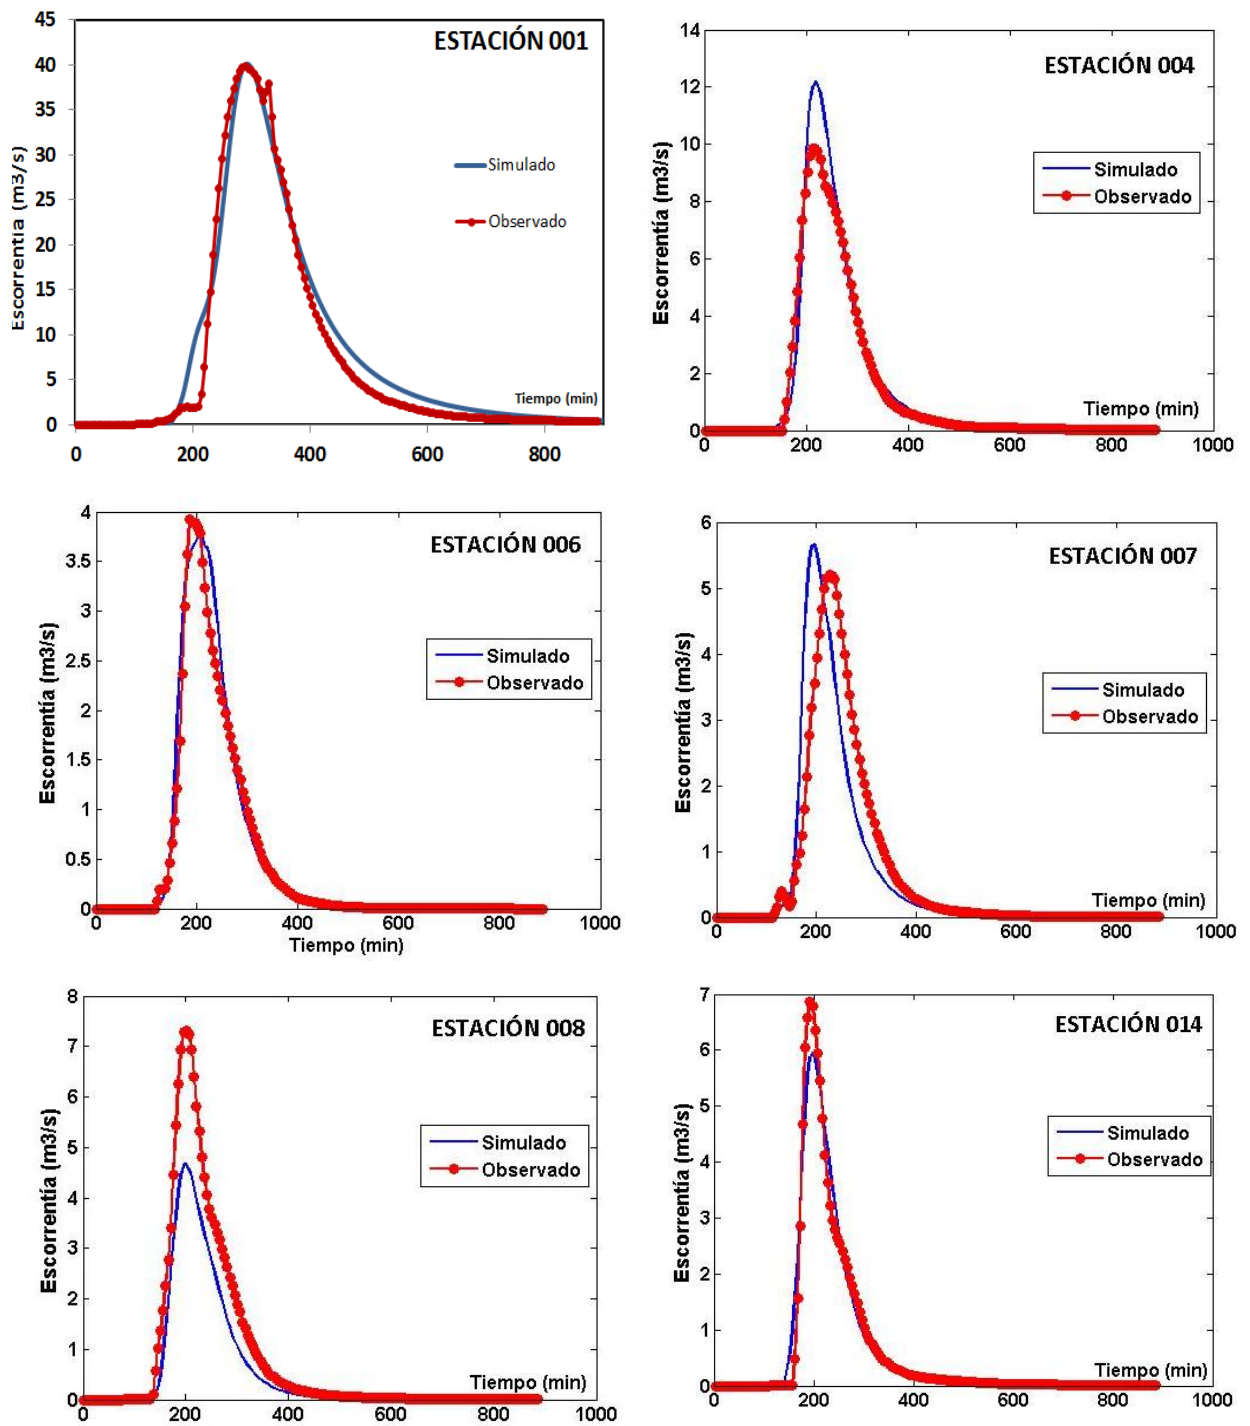 ESTACIÓN 001
Escorrentía (m3/s)
45
40
35
30
25
20
15
10
5
0
Simulado
Observado
Tiempo (min)
0
200
400
600
800
ESTACIÓN 004
Escorrentía (m3/s)
14
12
10
8
6
4
2
0
Simulado
Observado
Tiempo (min)
0
200
400
600
800
1000
ESTACIÓN 006
Escorrentía (m3/s)
4
3.5
3
2.5
2
1.5
1
0.5
0
Simulado
Observado
0
200
400
600
800
1000
Tiempo (min)
ESTACIÓN 007
Escorrentía (m3/s)
6
5
4
3
2
1
0
Simulado
Observado
Tiempo (min)
0
200
400
600
800
1000
ESTACIÓN 008
Escorrentía (m3/s)
8
7
6
5
4
3
2
1
0
Simulado
Observado
Tiempo (min)
0
200
400
600
800
1000
ESTACIÓN 014
Escorrentía (m3/s)
7
6
5
4
3
2
1
0
Simulado
Observado
Tiempo (min)
0
200
400
600
800
1000